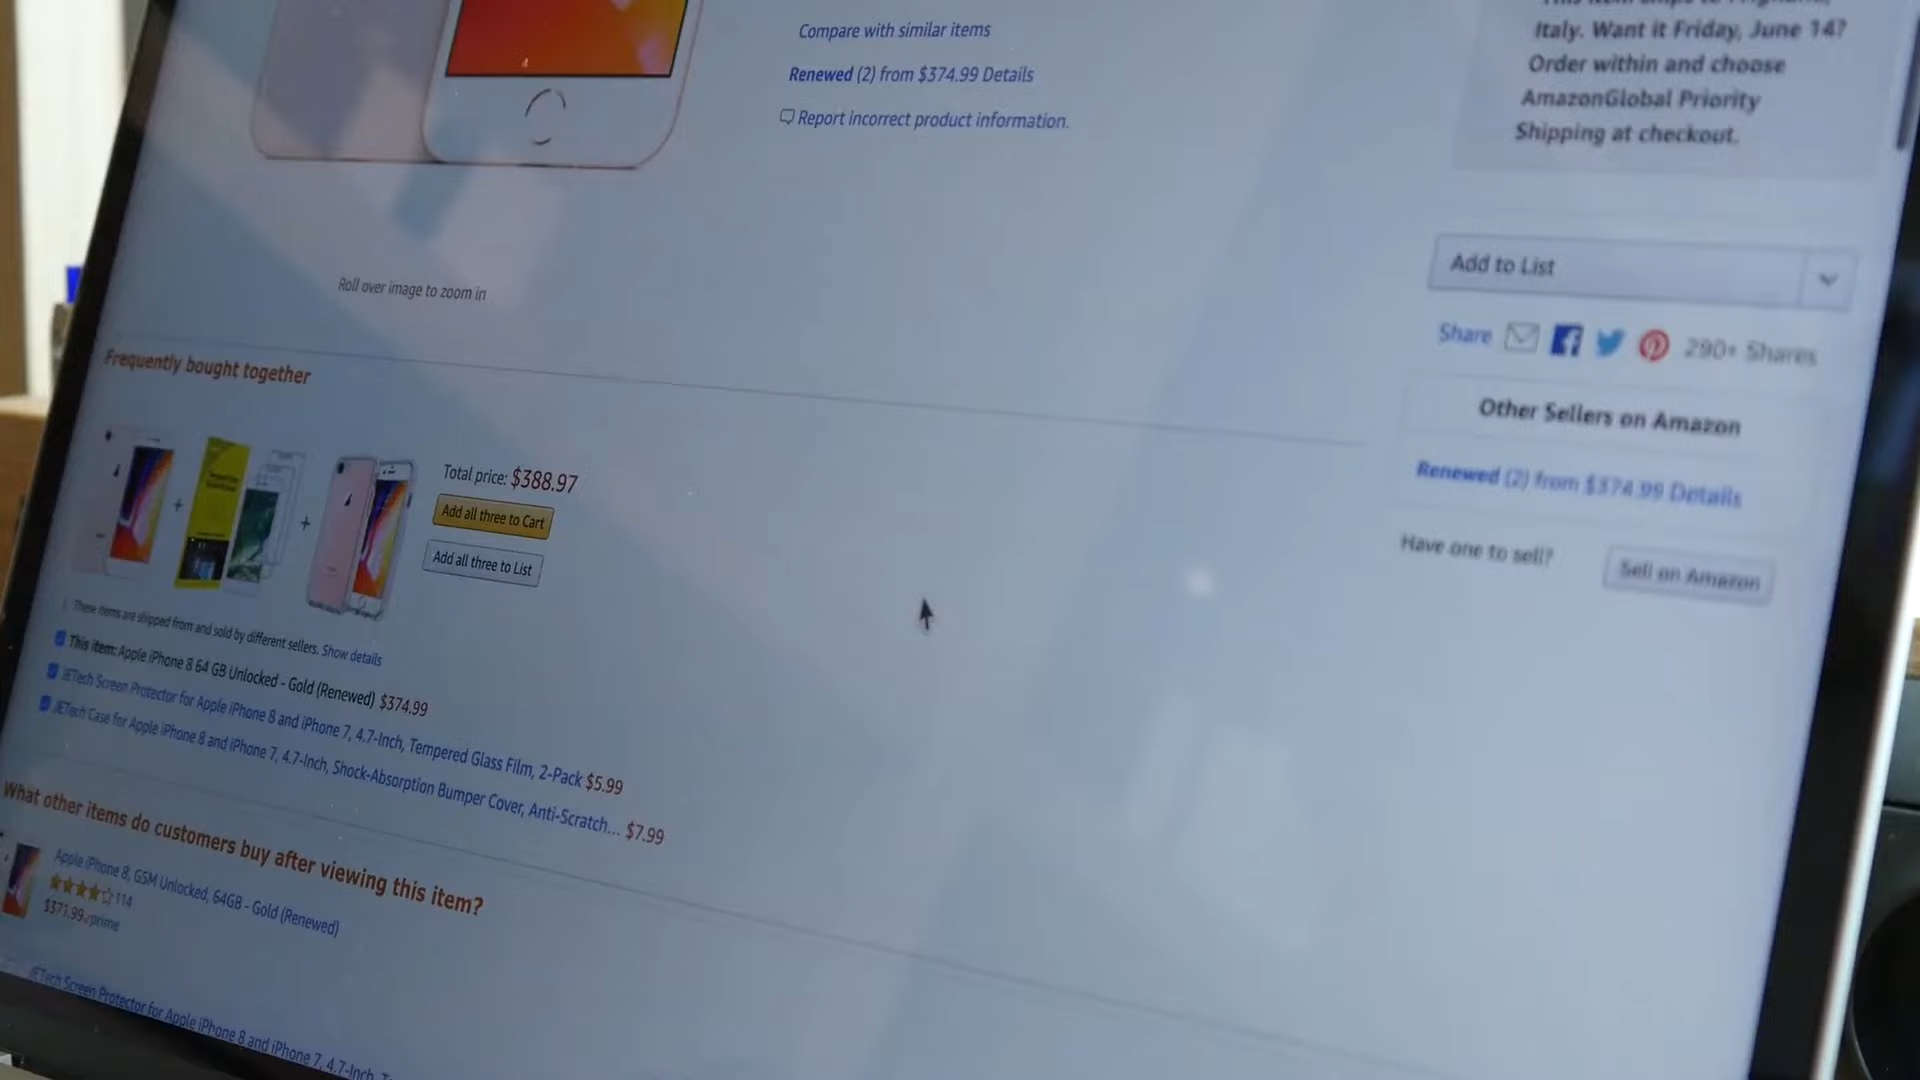 Compare with similar items
Renewed (2) from $374.99 Details
Report incorrect product information.
Roll over image to zoom in
Italy. Want it Friday, June 14?
Order within and choose
AmazonGlobal Priority
Shipping at checkout.
Add to List
Share
290+ Shares
Other Sellers on Amazon
Renewed (2) from $374.99 Details
Have one to sell?
Sell on Amazon
Frequently bought together
+
+
Total price: $388.97
Add all three to Cart
Add all three to List
These items are shipped from and sold by different sellers. Show details
This item: Apple iPhone 8 64 GB Unlocked - Gold (Renewed) $374.99
JETech Screen Protector for Apple iPhone 8 and iPhone 7, 4.7-Inch, Tempered Glass Film, 2-Pack $5.99
JETech Case for Apple iPhone 8 and iPhone 7, 4.7-Inch, Shock-Absorption Bumper Cover, Anti-Scratch... $7.99
What other items do customers buy after viewing this item?
Apple iPhone 8, GSM Unlocked, 64GB - Gold (Renewed)
114
$371.99 prime
JETech Screen Protector for Apple iPhone 8 and iPhone 7, 4.7-Inch,